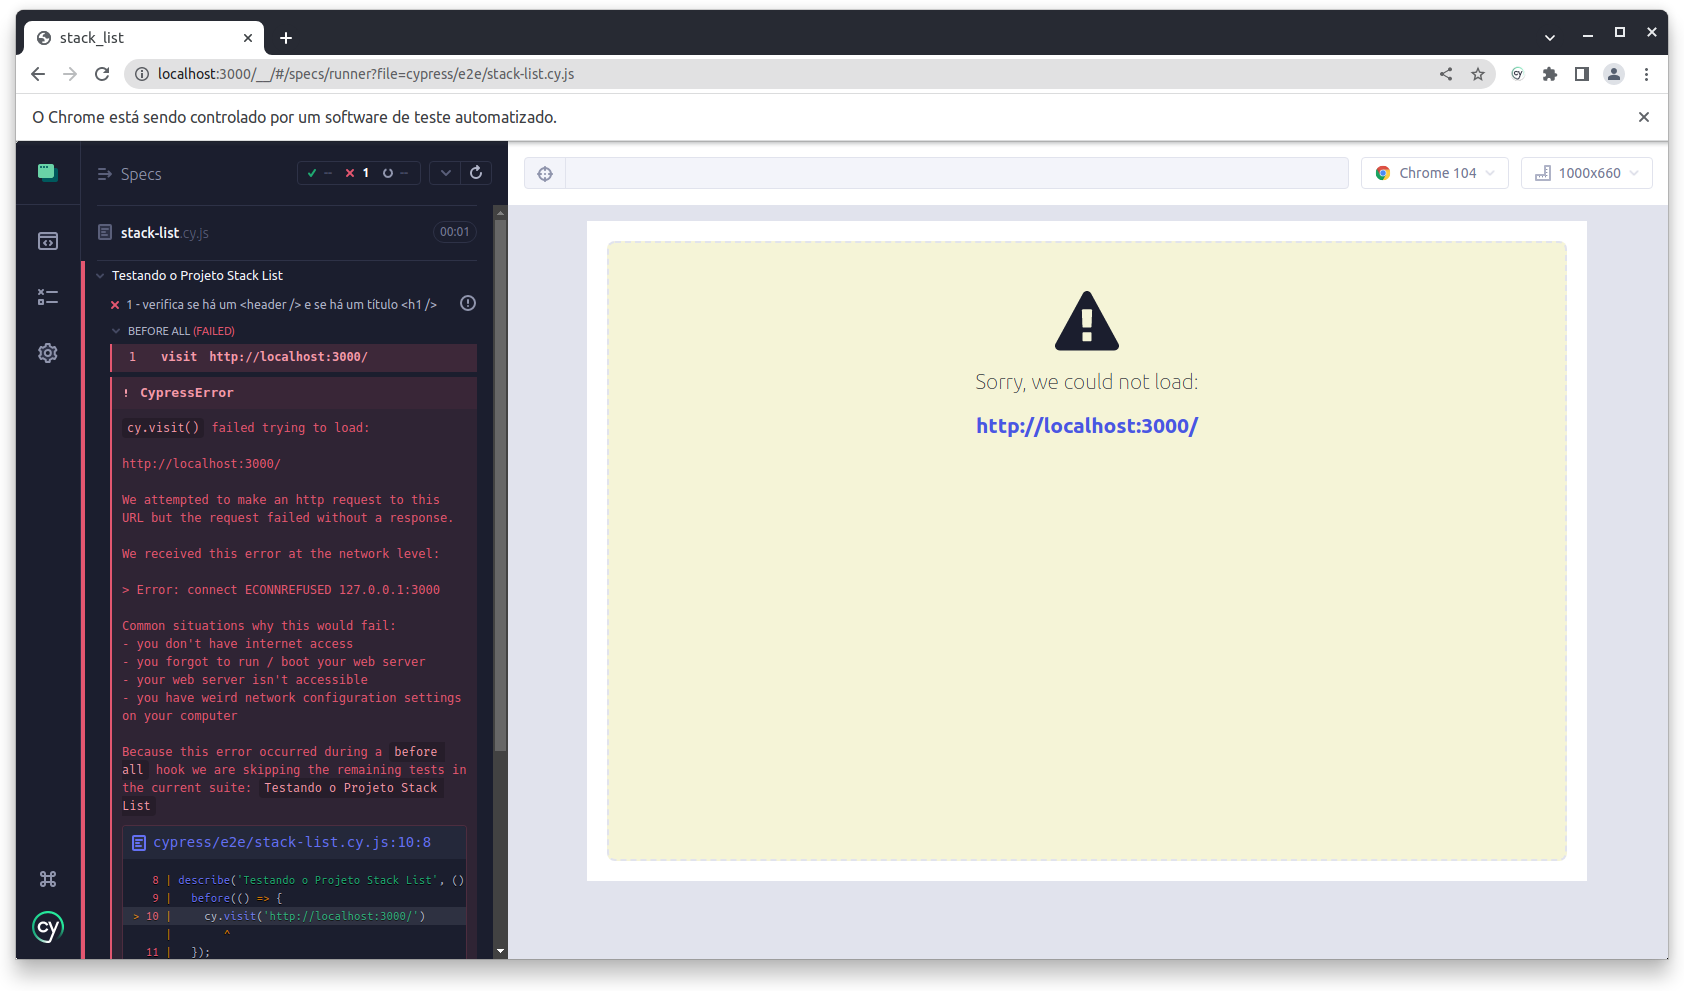 stack_list
localhost:3000/__/#/specs/runner?file=cypress/e2e/stack-list.cy.js
cy
O Chrome está sendo controlado por um software de teste automatizado.
Specs
-- 1 --
stack-list.cy.js 00:01
Testando o Projeto Stack List
1 - verifica se há um <header /> e se há um título <h1 />
BEFORE ALL (FAILED)
1 visit http://localhost:3000/
! CypressError
cy.visit() failed trying to load:
http://localhost:3000/
We attempted to make an http request to this
URL but the request failed without a response.
We received this error at the network level:
> Error: connect ECONNREFUSED 127.0.0.1:3000
Common situations why this would fail:
- you don't have internet access
- you forgot to run / boot your web server
- your web server isn't accessible
- you have weird network configuration settings
on your computer
Because this error occurred during a before
all hook we are skipping the remaining tests in
the current suite: Testando o Projeto Stack
List
cypress/e2e/stack-list.cy.js:10:8
8 | describe('Testando o Projeto Stack List', ()
9 | before(() => {
> 10 | cy.visit('http://localhost:3000/')
| ^
11 | });
cy
Chrome 104
1000x660
Sorry, we could not load:
http://localhost:3000/